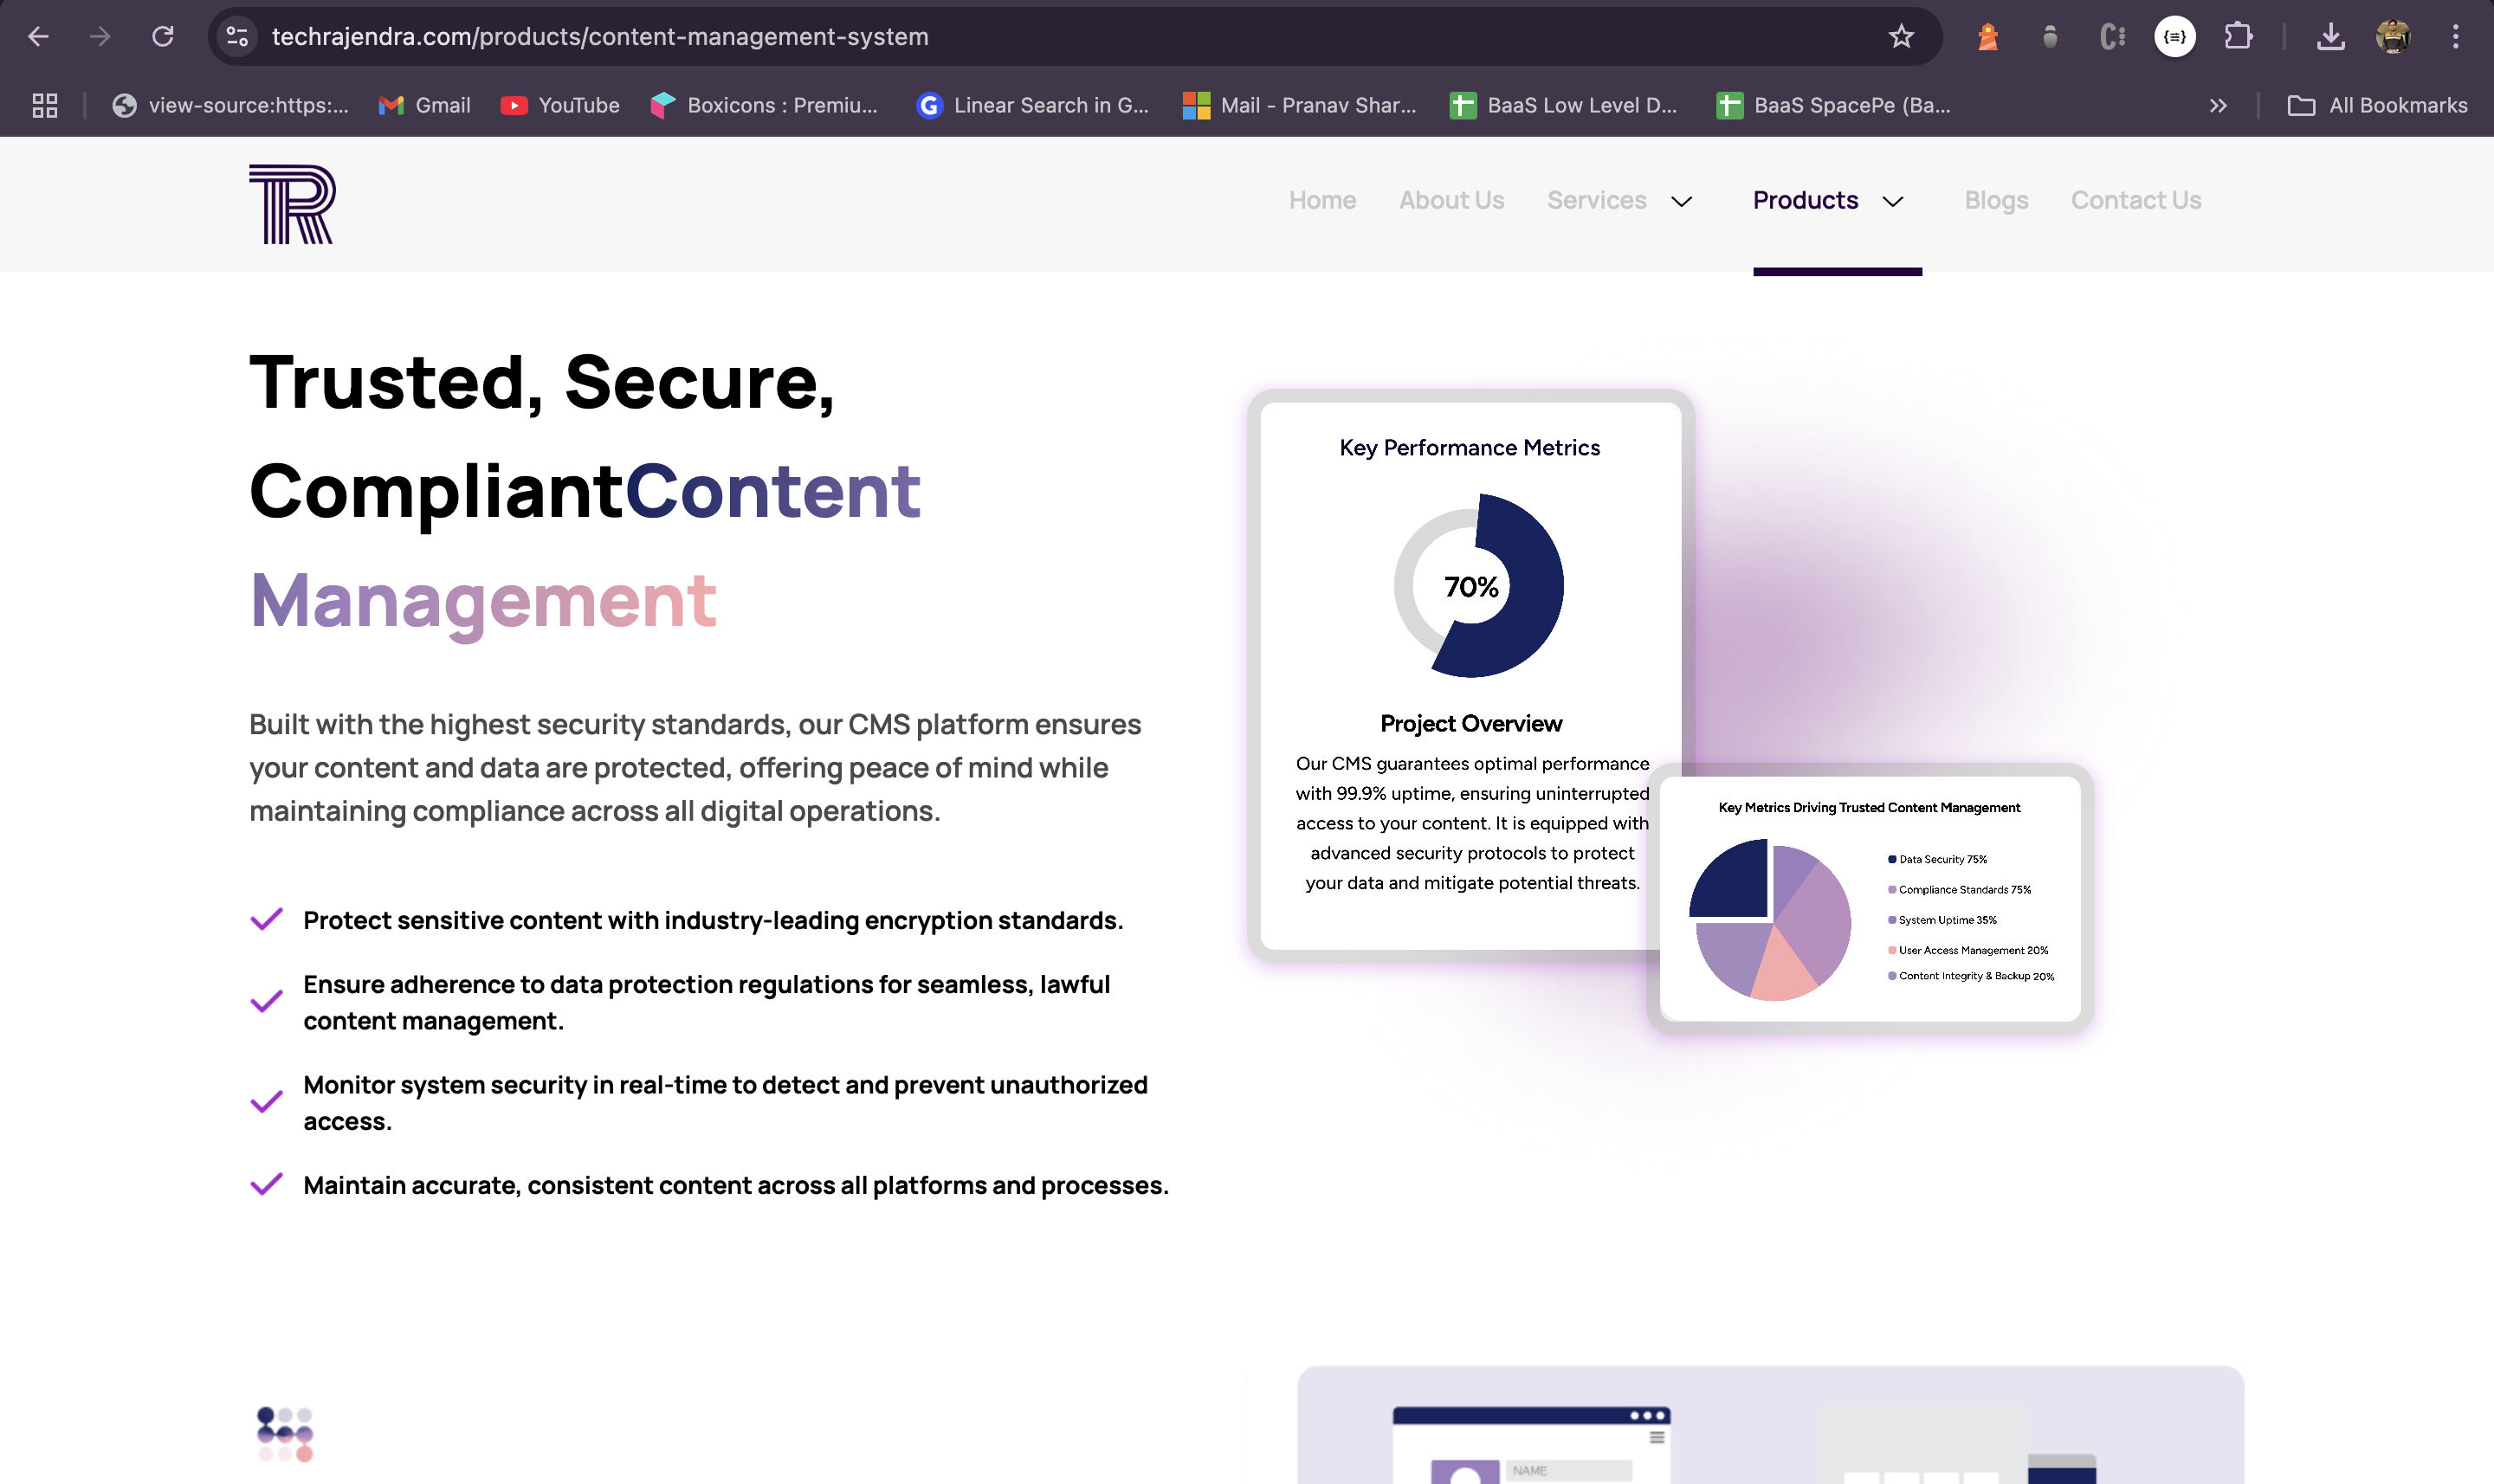 techrajendra.com/products/content-management-system
view-source:https:...
Gmail
YouTube
Boxicons : Premiu...
Linear Search in G...
Mail - Pranav Shar...
BaaS Low Level D...
BaaS SpacePe (Ba...
All Bookmarks
TR
Home
About Us
Services
Products
Blogs
Contact Us
Trusted, Secure,
CompliantContent
Management
Built with the highest security standards, our CMS platform ensures
your content and data are protected, offering peace of mind while
maintaining compliance across all digital operations.
Protect sensitive content with industry-leading encryption standards.
Ensure adherence to data protection regulations for seamless, lawful
content management.
Monitor system security in real-time to detect and prevent unauthorized
access.
Maintain accurate, consistent content across all platforms and processes.
Key Performance Metrics
70%
Project Overview
Our CMS guarantees optimal performance
with 99.9% uptime, ensuring uninterrupted
access to your content. It is equipped with
advanced security protocols to protect
your data and mitigate potential threats.
Key Metrics Driving Trusted Content Management
Data Security 75%
Compliance Standards 75%
System Uptime 35%
User Access Management 20%
Content Integrity & Backup 20%
NAME